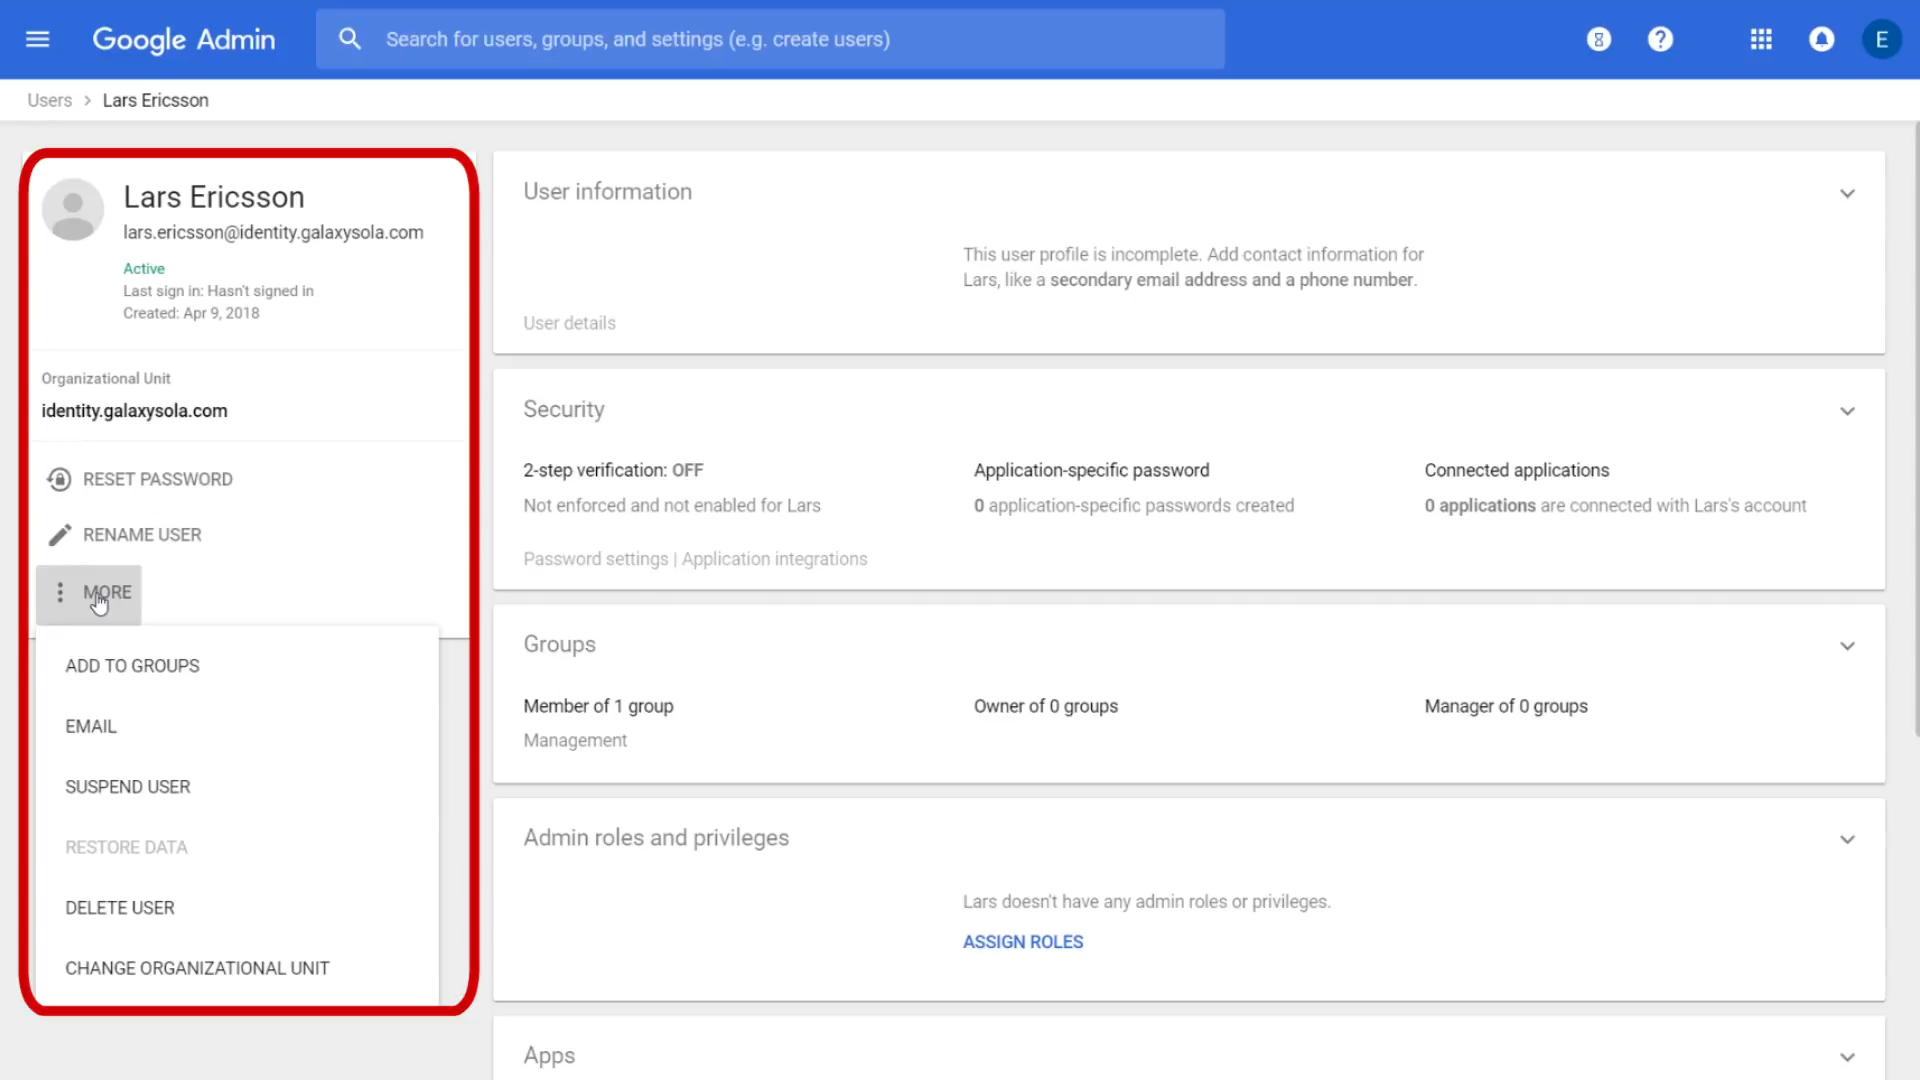 Google Admin
Search for users, groups, and settings (e.g. create users)
E
Users > Lars Ericsson
Lars Ericsson
lars.ericsson@identity.galaxysola.com
Active
Last sign in: Hasn't signed in
Created: Apr 9, 2018
Organizational Unit
identity.galaxysola.com
RESET PASSWORD
RENAME USER
MORE
ADD TO GROUPS
EMAIL
SUSPEND USER
RESTORE DATA
DELETE USER
CHANGE ORGANIZATIONAL UNIT
User information
This user profile is incomplete. Add contact information for
Lars, like a secondary email address and a phone number.
User details
Security
2-step verification: OFF
Not enforced and not enabled for Lars
Application-specific password
0 application-specific passwords created
Connected applications
0 applications are connected with Lars's account
Password settings | Application integrations
Groups
Member of 1 group
Management
Owner of 0 groups
Manager of 0 groups
Admin roles and privileges
Lars doesn't have any admin roles or privileges.
ASSIGN ROLES
Apps